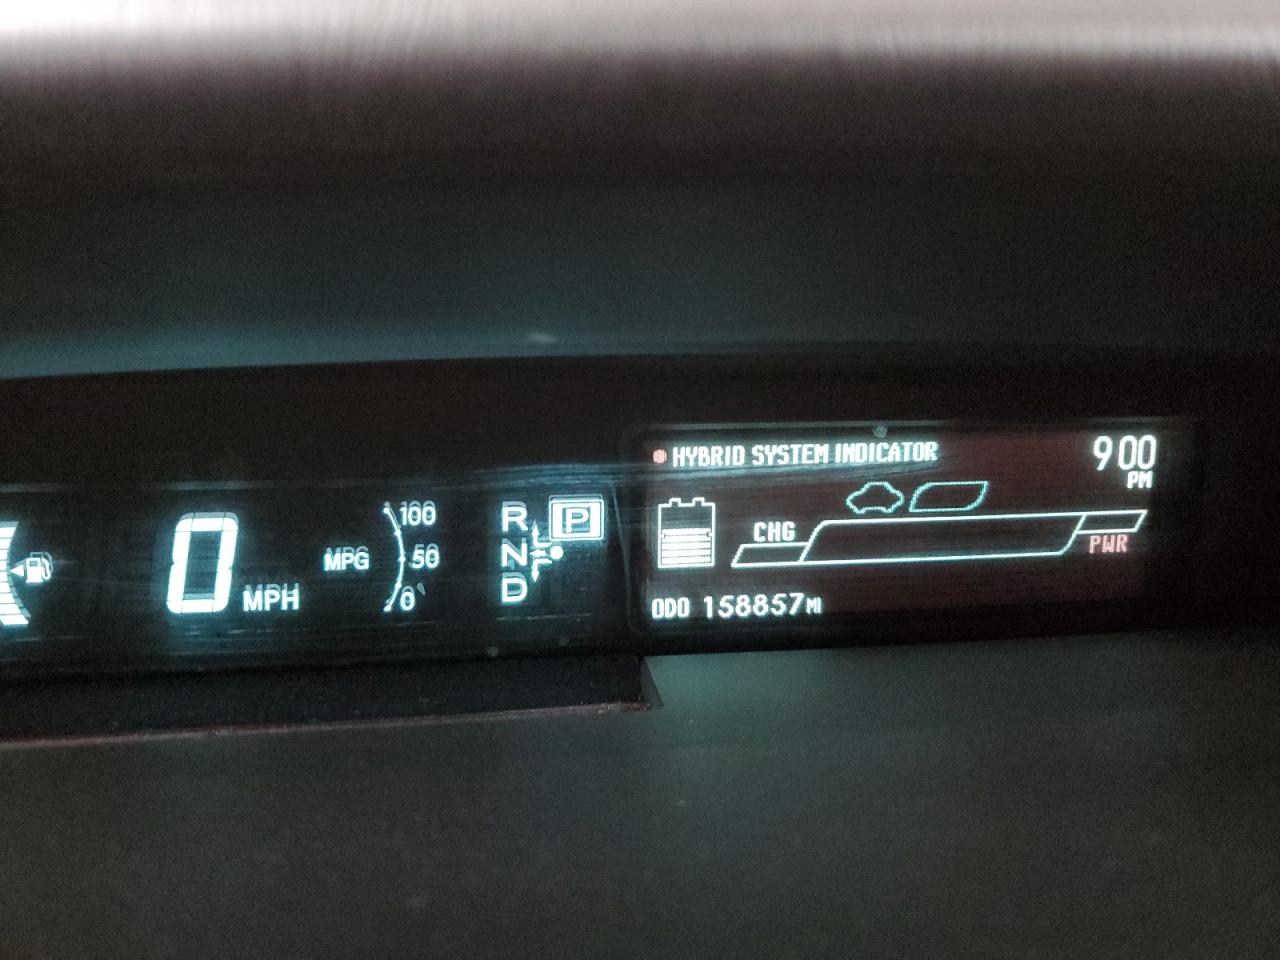 0 MPH
MPG
100
50
0
R
N
D
P
HYBRID SYSTEM INDICATOR
9:00
PM
CHG
PWR
ODO 158857 MI